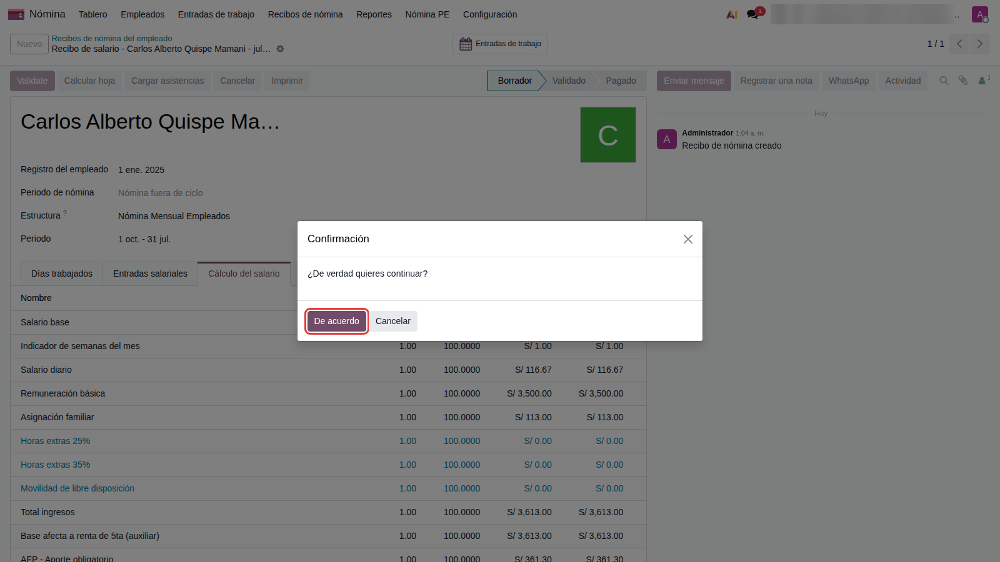 Nómina Tablero Empleados Entradas de trabajo Recibos de nómina Reportes Nómina PE Configuración AI 1 .. A
Nuevo
Recibos de nómina del empleado
Recibo de salario - Carlos Alberto Quispe Mamani - jul…
Entradas de trabajo
1 / 1
Validate Calcular hoja Cargar asistencias Cancelar Imprimir
Borrador Validado Pagado
Enviar mensaje Registrar una nota WhatsApp Actividad 1
Carlos Alberto Quispe Ma…
C
Hoy
A
Administrador 1:04 a. m.
Recibo de nómina creado
Registro del empleado 1 ene. 2025
Periodo de nómina Nómina fuera de ciclo
Estructura ? Nómina Mensual Empleados
Periodo 1 oct. - 31 jul.
Confirmación
¿De verdad quieres continuar?
De acuerdo Cancelar
Días trabajados Entradas salariales Cálculo del salario
Nombre
Salario base
Indicador de semanas del mes 1.00 100.0000 S/ 1.00 S/ 1.00
Salario diario 1.00 100.0000 S/ 116.67 S/ 116.67
Remuneración básica 1.00 100.0000 S/ 3,500.00 S/ 3,500.00
Asignación familiar 1.00 100.0000 S/ 113.00 S/ 113.00
Horas extras 25% 1.00 100.0000 S/ 0.00 S/ 0.00
Horas extras 35% 1.00 100.0000 S/ 0.00 S/ 0.00
Movilidad de libre disposición 1.00 100.0000 S/ 0.00 S/ 0.00
Total ingresos 1.00 100.0000 S/ 3,613.00 S/ 3,613.00
Base afecta a renta de 5ta (auxiliar) 1.00 100.0000 S/ 3,613.00 S/ 3,613.00
AFP - Aporte obligatorio 1.00 100.0000 S/ 361.30 S/ 361.30